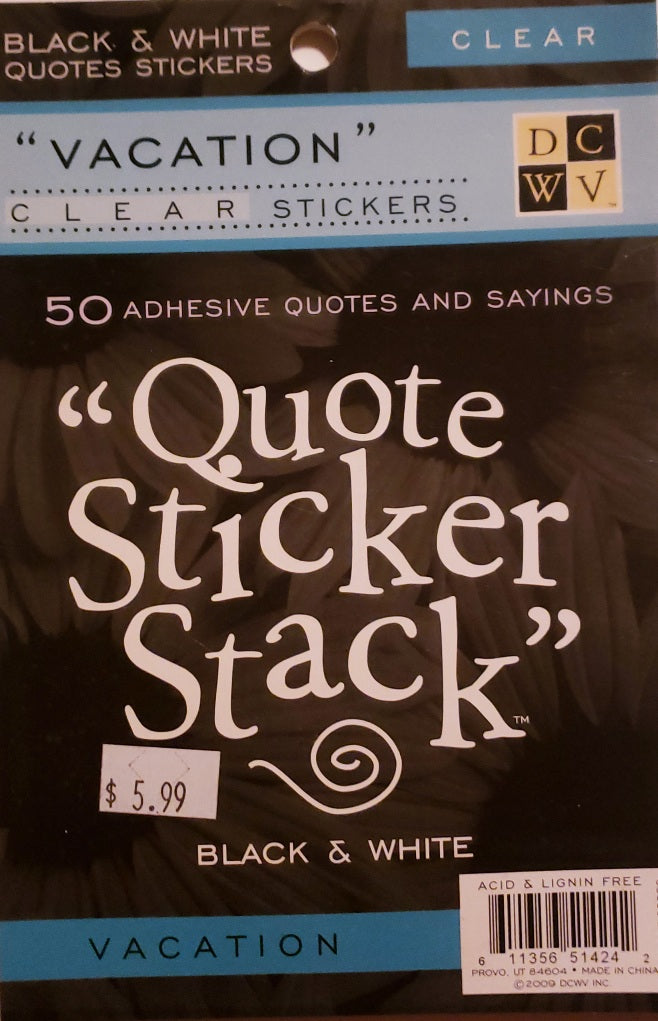 BLACK & WHITE
QUOTES STICKERS
CLEAR
“VACATION”
CLEAR STICKERS
DC
WV™
50 ADHESIVE QUOTES AND SAYINGS
“Quote
Sticker
Stack”™
$ 5.99
BLACK & WHITE
VACATION
ACID & LIGNIN FREE
6 11356 51424 2
PROVO, UT 84604 • MADE IN CHINA
©2009 DCWV INC.